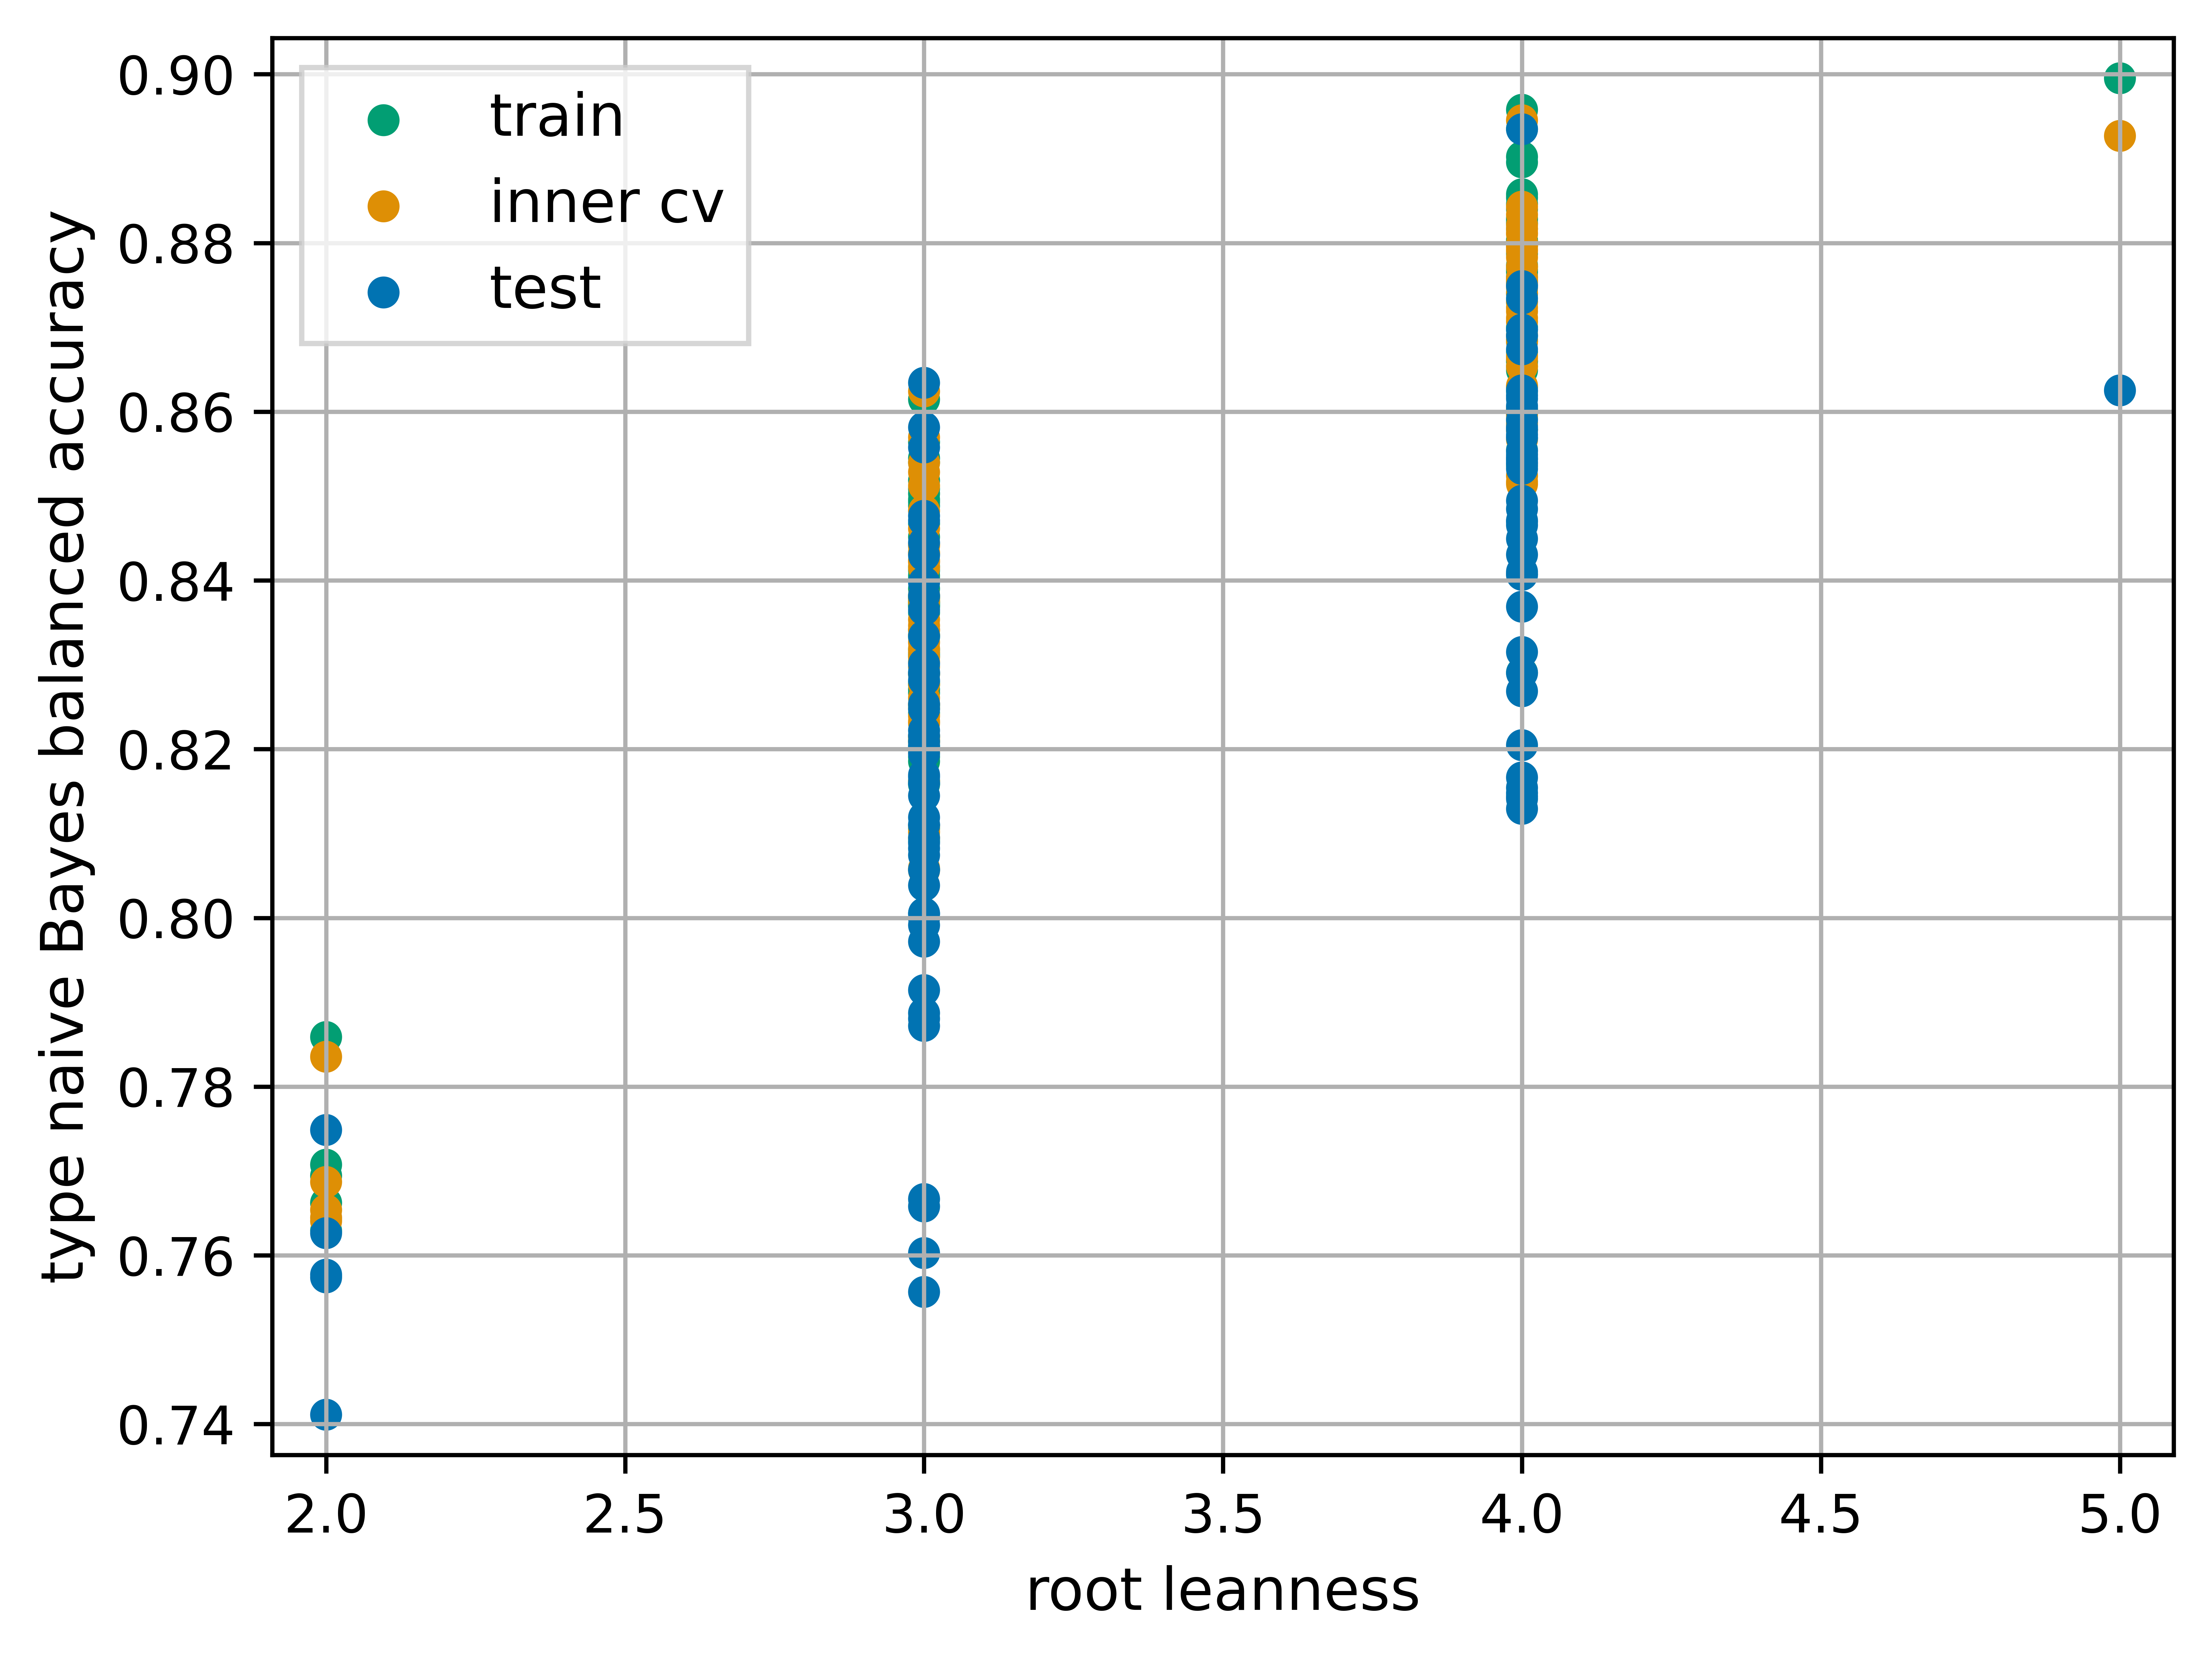 type naive Bayes balanced accuracy
0.90
0.88
0.86
0.84
0.82
0.80
0.78
0.76
0.74
train
inner cv
test
2.0 2.5 3.0 3.5 4.0 4.5 5.0
root leanness